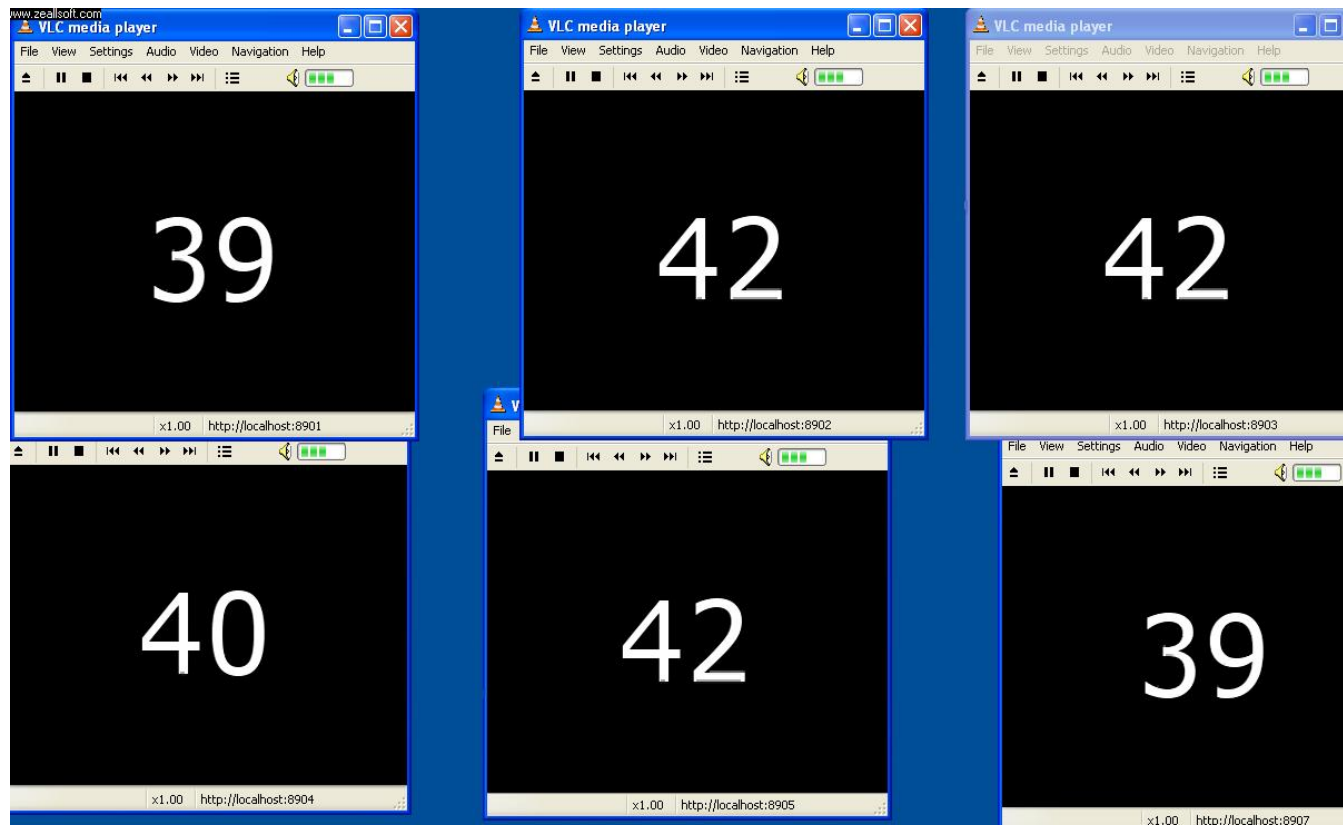 www.zeallsoft.com
VLC media player
File View Settings Audio Video Navigation Help
39
x1.00 http://localhost:8901
VLC media player
File View Settings Audio Video Navigation Help
42
x1.00 http://localhost:8902
VLC media player
File View Settings Audio Video Navigation Help
42
x1.00 http://localhost:8903
40
x1.00 http://localhost:8904
V
File
42
x1.00 http://localhost:8905
File View Settings Audio Video Navigation Help
39
x1.00 http://localhost:8907